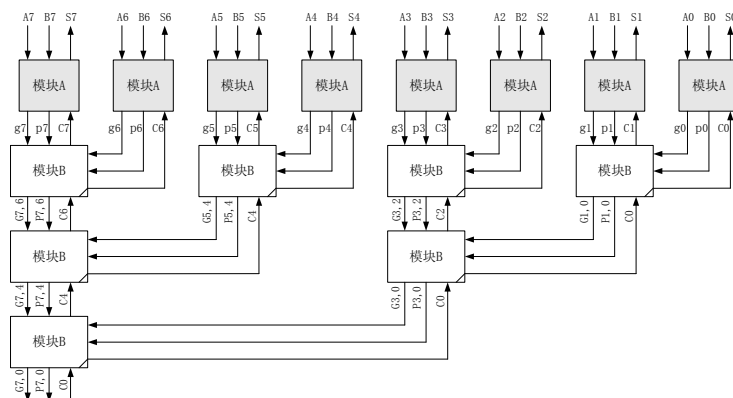 A7 B7 S7 A6 B6 S6 A5 B5 S5 A4 B4 S4 A3 B3 S3 A2 B2 S2 A1 B1 S1 A0 B0 S0
模块A 模块A 模块A 模块A 模块A 模块A 模块A 模块A
g7 p7 C7 g6 p6 C6 g5 p5 C5 g4 p4 C4 g3 p3 C3 g2 p2 C2 g1 p1 C1 g0 p0 C0
模块B 模块B 模块B 模块B
G7,6 P7,6 C6 G5,4 P5,4 C4 G3,2 P3,2 C2 G1,0 P1,0 C0
模块B 模块B
G7,4 P7,4 C4 G3,0 P3,0 C0
模块B
G7,0 P7,0 C0